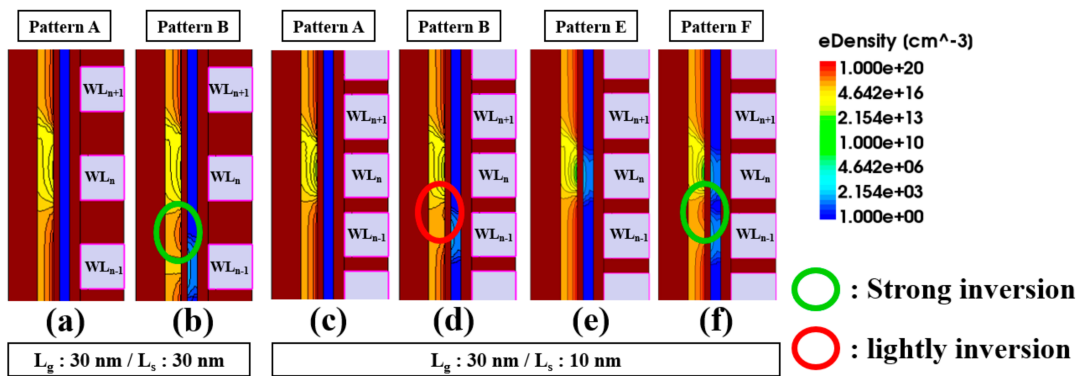 Pattern A
Pattern B
Pattern A
Pattern B
Pattern E
Pattern F
eDensity (cm^-3)
1.000e+20
4.642e+16
2.154e+13
1.000e+10
4.642e+06
2.154e+03
1.000e+00
WLn+1
WLn
WLn-1
WLn+1
WLn
WLn-1
WLn+1
WLn
WLn-1
WLn+1
WLn
WLn-1
WLn+1
WLn
WLn-1
WLn+1
WLn
WLn-1
: Strong inversion
: lightly inversion
(a)
(b)
(c)
(d)
(e)
(f)
Lg : 30 nm / Ls : 30 nm
Lg : 30 nm / Ls : 10 nm